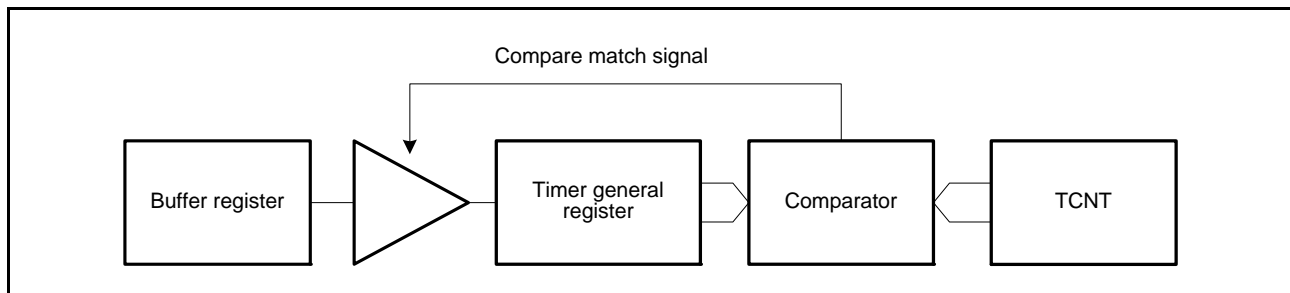 Compare match signal
Buffer register
Timer general
register
Comparator
TCNT